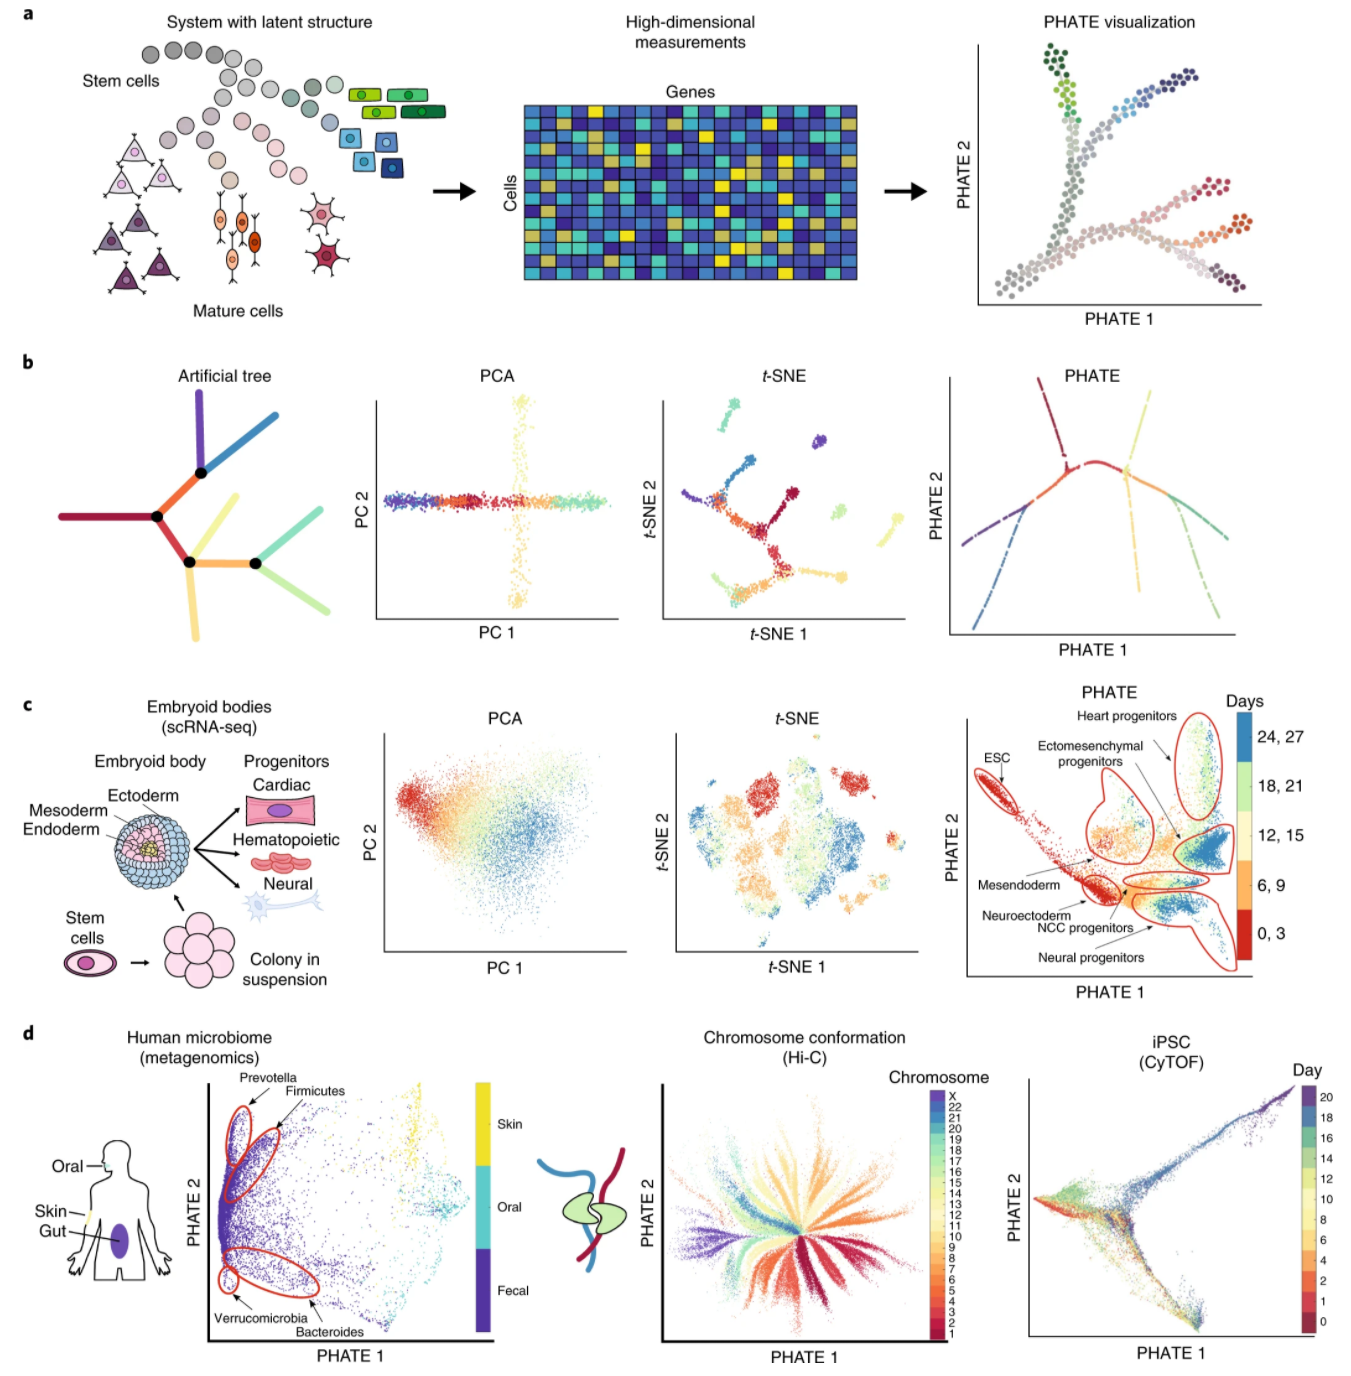 a
System with latent structure
Stem cells
Mature cells
High-dimensional
measurements
Genes
Cells
PHATE visualization
PHATE 2
PHATE 1
b
Artificial tree
PCA
PC 2
PC 1
t-SNE
t-SNE 2
t-SNE 1
PHATE
PHATE 2
PHATE 1
c
Embryoid bodies
(scRNA-seq)
Embryoid body
Progenitors
Cardiac
Ectoderm
Mesoderm
Endoderm
Hematopoietic
Neural
Stem
cells
Colony in
suspension
PCA
PC 2
PC 1
t-SNE
t-SNE 2
t-SNE 1
PHATE
Days
Heart progenitors
Ectomesenchymal
progenitors
ESC
Mesendoderm
Neuroectoderm
NCC progenitors
Neural progenitors
24, 27
18, 21
12, 15
6, 9
0, 3
PHATE 2
PHATE 1
d
Human microbiome
(metagenomics)
Oral
Skin
Gut
Prevotella
Firmicutes
Verrucomicrobia
Bacteroides
Skin
Oral
Fecal
PHATE 2
PHATE 1
Chromosome conformation
(Hi-C)
Chromosome
X
22
21
20
19
18
17
16
15
14
13
12
11
10
9
8
7
6
5
4
3
2
1
PHATE 2
PHATE 1
iPSC
(CyTOF)
Day
20
18
16
14
12
10
8
6
4
2
1
0
PHATE 2
PHATE 1